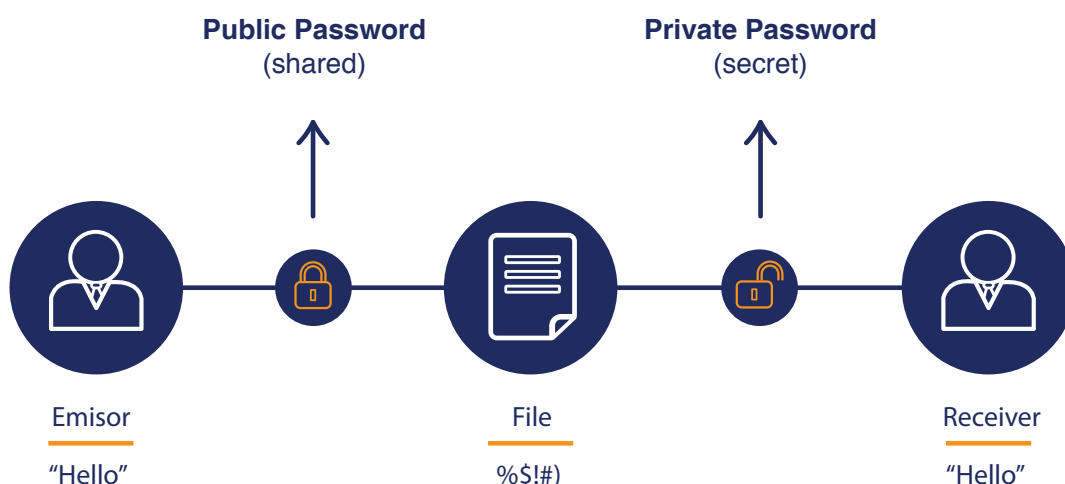 Public Password
(shared)
Private Password
(secret)
Emisor
File
Receiver
“Hello”
%$!#)
“Hello”